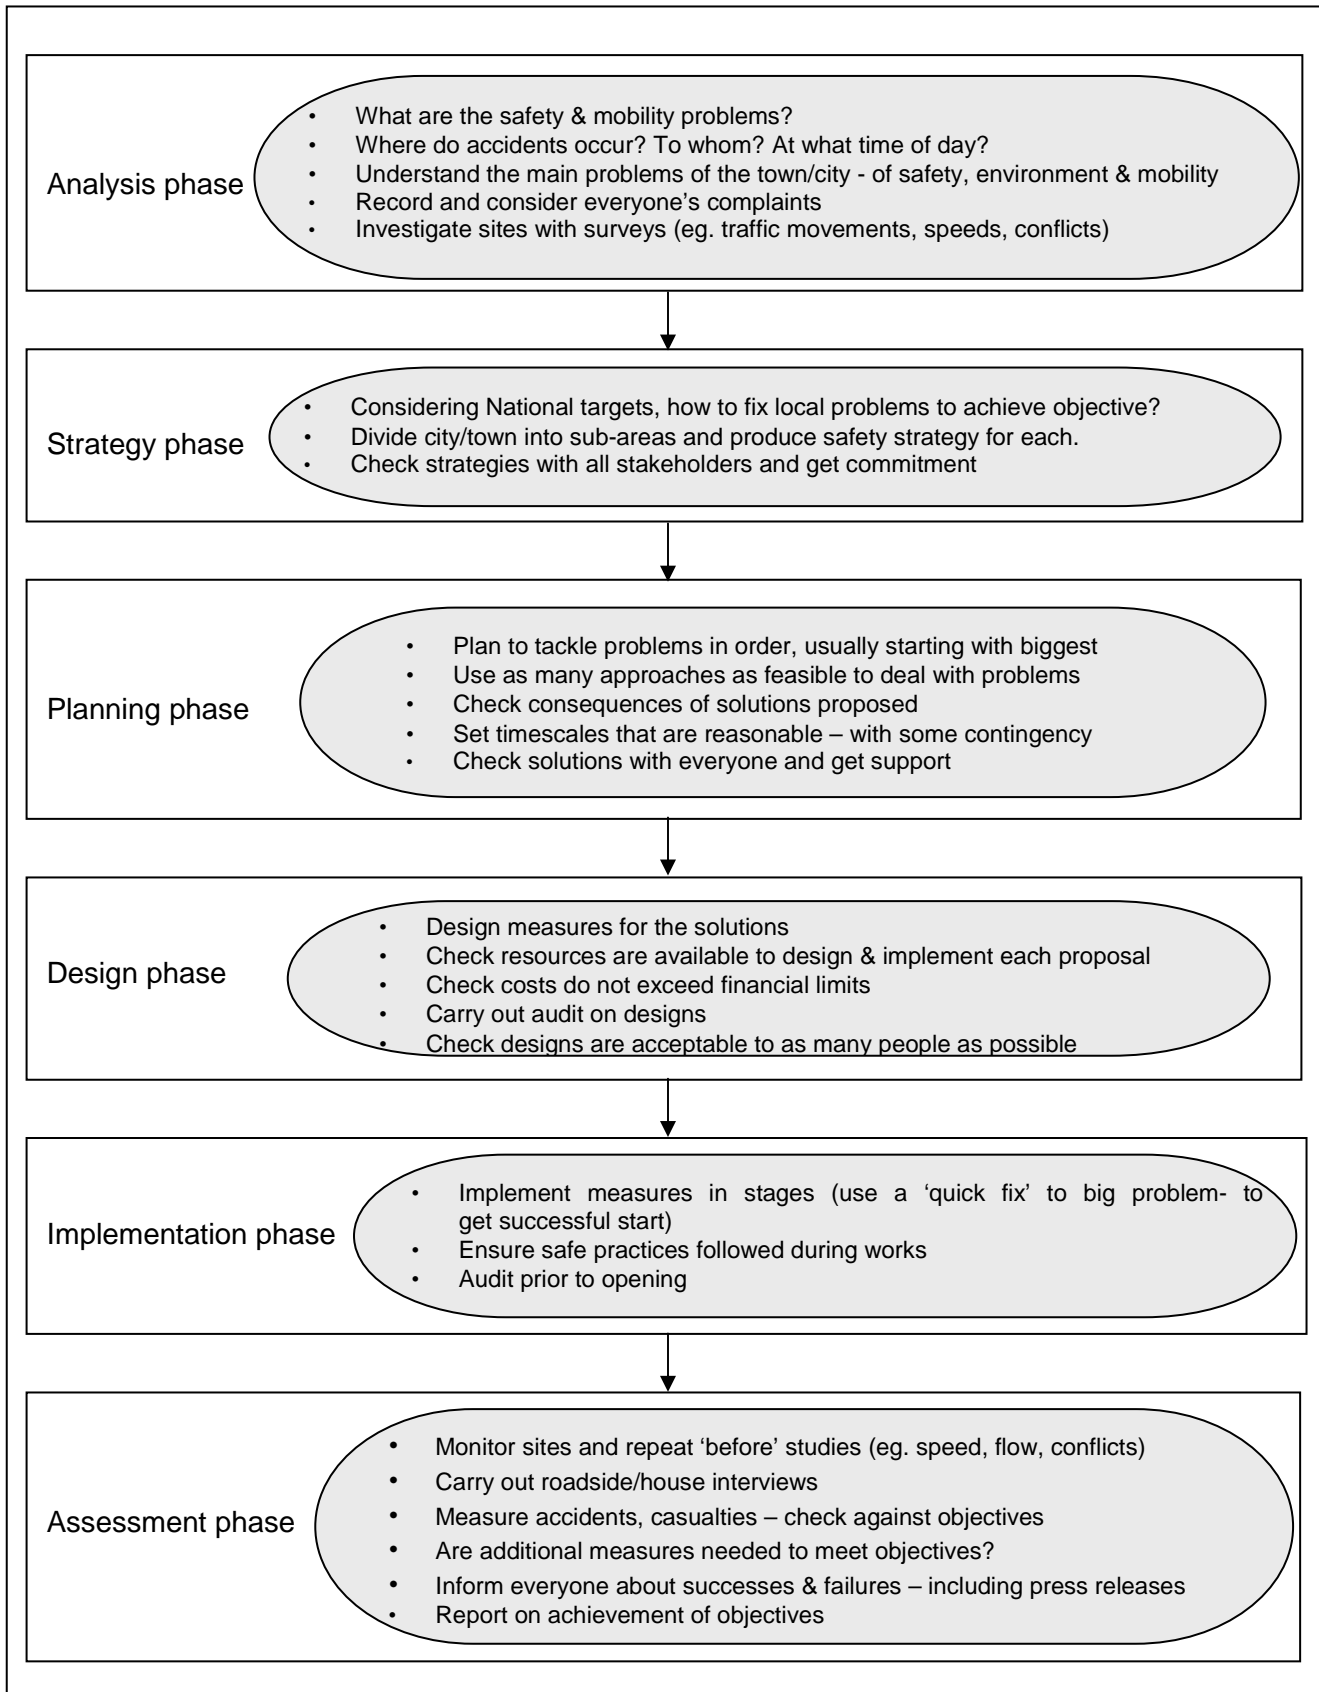 Analysis phase
• What are the safety & mobility problems?
• Where do accidents occur? To whom? At what time of day?
• Understand the main problems of the town/city - of safety, environment & mobility
• Record and consider everyone’s complaints
• Investigate sites with surveys (eg. traffic movements, speeds, conflicts)
Strategy phase
• Considering National targets, how to fix local problems to achieve objective?
• Divide city/town into sub-areas and produce safety strategy for each.
• Check strategies with all stakeholders and get commitment
Planning phase
• Plan to tackle problems in order, usually starting with biggest
• Use as many approaches as feasible to deal with problems
• Check consequences of solutions proposed
• Set timescales that are reasonable – with some contingency
• Check solutions with everyone and get support
Design phase
• Design measures for the solutions
• Check resources are available to design & implement each proposal
• Check costs do not exceed financial limits
• Carry out audit on designs
• Check designs are acceptable to as many people as possible
Implementation phase
• Implement measures in stages (use a ‘quick fix’ to big problem- to
get successful start)
• Ensure safe practices followed during works
• Audit prior to opening
Assessment phase
• Monitor sites and repeat ‘before’ studies (eg. speed, flow, conflicts)
• Carry out roadside/house interviews
• Measure accidents, casualties – check against objectives
• Are additional measures needed to meet objectives?
• Inform everyone about successes & failures – including press releases
• Report on achievement of objectives